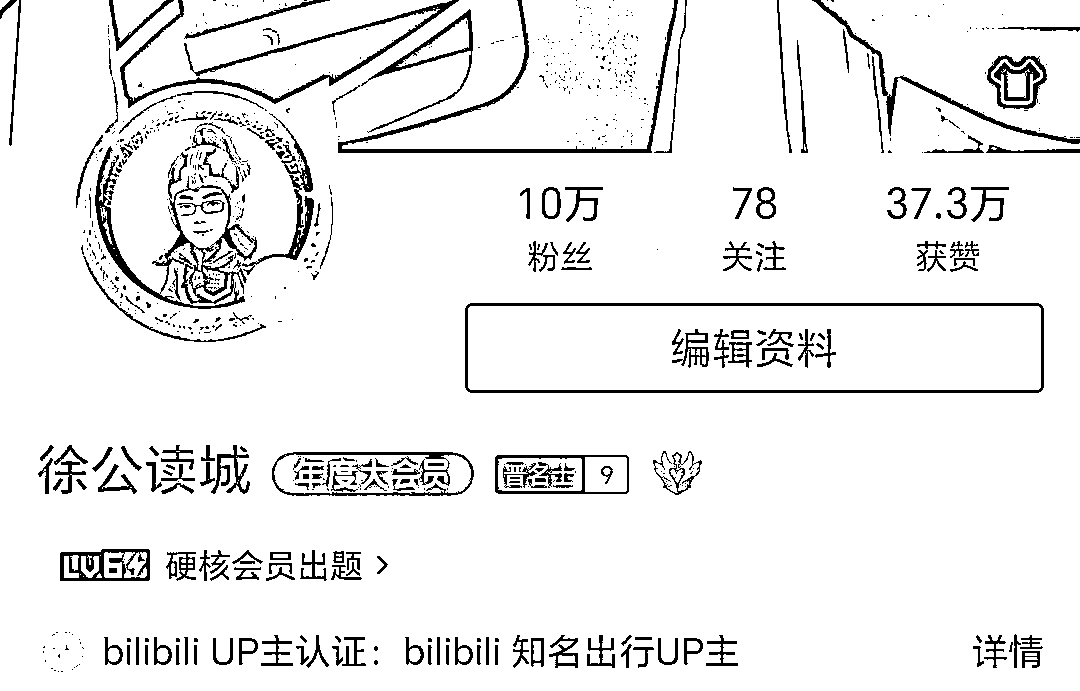 10万 78 37.3万
粉丝 关注 获赞
编辑资料
徐公读城 年度大会员 晋名士 9
LV6 硬核会员出题 >
bilibili UP主认证：bilibili 知名出行UP主 详情